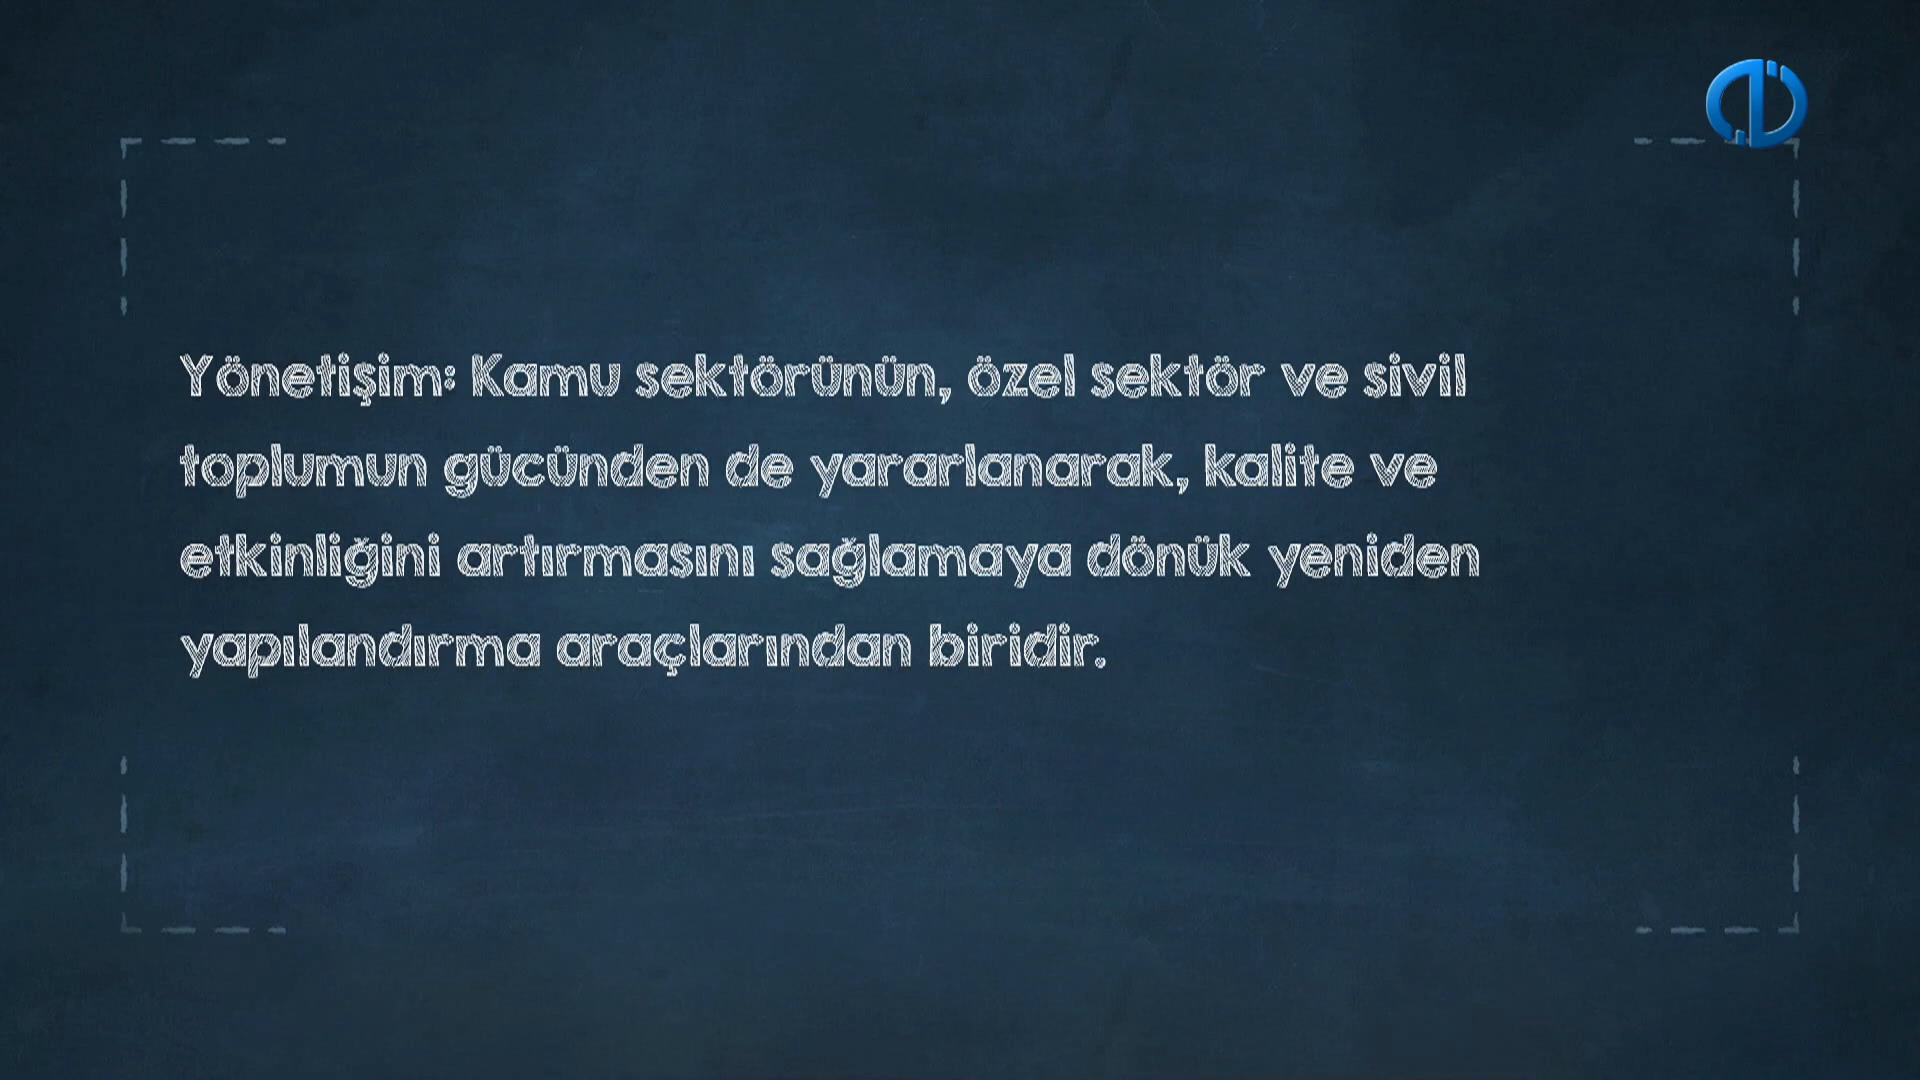 Yönetişim: Kamu sektörünün, özel sektör ve sivil
toplumun gücünden de yararlanarak, kalite ve
etkinliğini artırmasını sağlamaya dönük yeniden
yapılandırma araçlarından biridir.